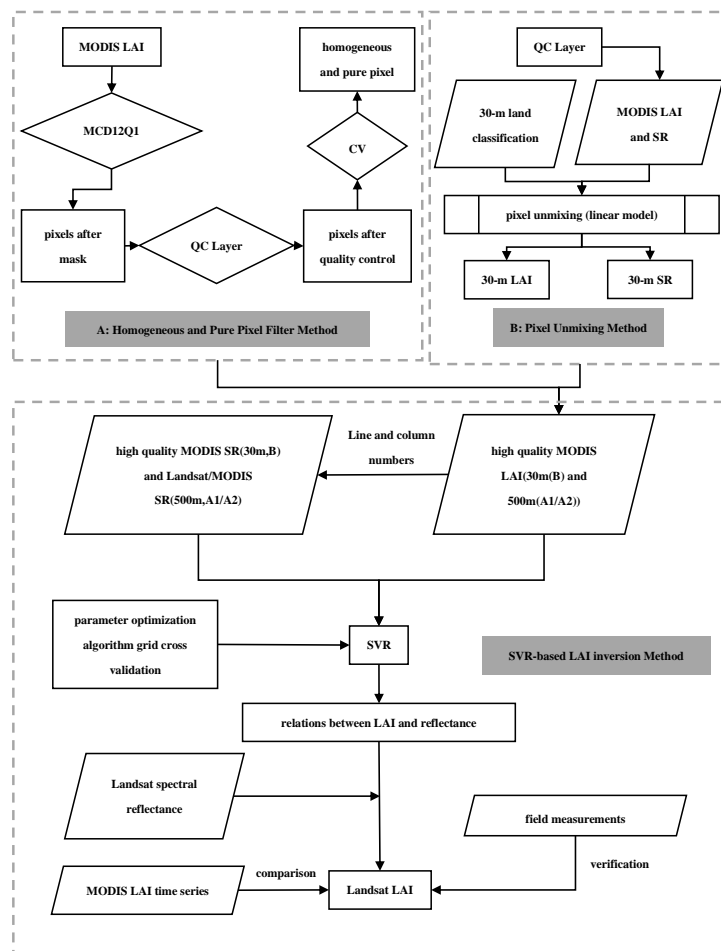 MODIS LAI
MCD12Q1
pixels after
mask
QC Layer
pixels after
quality control
CV
homogeneous
and pure pixel
A: Homogeneous and Pure Pixel Filter Method
QC Layer
30-m land
classification
MODIS LAI
and SR
pixel unmixing (linear model)
30-m LAI
30-m SR
B: Pixel Unmixing Method
high quality MODIS SR(30m,B)
and Landsat/MODIS
SR(500m,A1/A2)
Line and column
numbers
high quality MODIS
LAI(30m(B) and
500m(A1/A2))
parameter optimization
algorithm grid cross
validation
SVR
SVR-based LAI inversion Method
relations between LAI and reflectance
Landsat spectral
reflectance
field measurements
verification
MODIS LAI time series
comparison
Landsat LAI